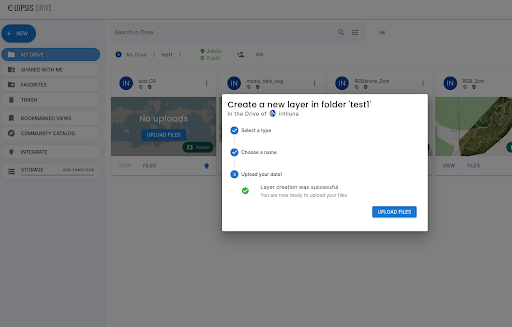 ELLIPSIS DRIVE
+ NEW
Search in Drive
MY DRIVE
My Drive
test1
Admin
Public
SHARED WITH ME
FAVORITES
TRASH
BOOKMARKED VIEWS
COMMUNITY CATALOG
INTEGRATE
STORAGE
IN
test_CR
IN
modis_ndvi_cog
IN
RGBdrone_2cm
IN
RGB_2cm
No uploads
UPLOAD FILES
Raster
VIEW
FILES
VIEW
FILES
Create a new layer in folder 'test1'
In the Drive of IN intiluna
Select a type
Choose a name
3 Upload your data!
Layer creation was successful
You are now ready to upload your files
UPLOAD FILES